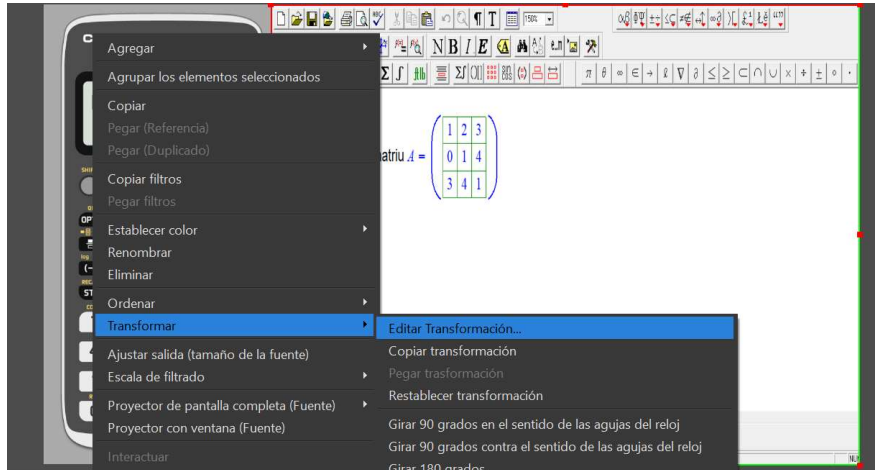 150%
N B I E
Σ ∫
π θ ∞ ∈ → ℓ ∇ ∂ ≤ ≥ ⊂ ∩ ∪ × ÷ ± ∘ ·
Agregar
Agrupar los elementos seleccionados
Copiar
Pegar (Referencia)
Pegar (Duplicado)
Copiar filtros
Pegar filtros
Establecer color
Renombrar
Eliminar
Ordenar
Transformar
Ajustar salida (tamaño de la fuente)
Escala de filtrado
Proyector de pantalla completa (Fuente)
Proyector con ventana (Fuente)
Interactuar
atriu A =
1 2 3
0 1 4
3 4 1
Editar Transformación...
Copiar transformación
Pegar trasformación
Restablecer transformación
Girar 90 grados en el sentido de las agujas del reloj
Girar 90 grados contra el sentido de las agujas del reloj
Girar 180 grados